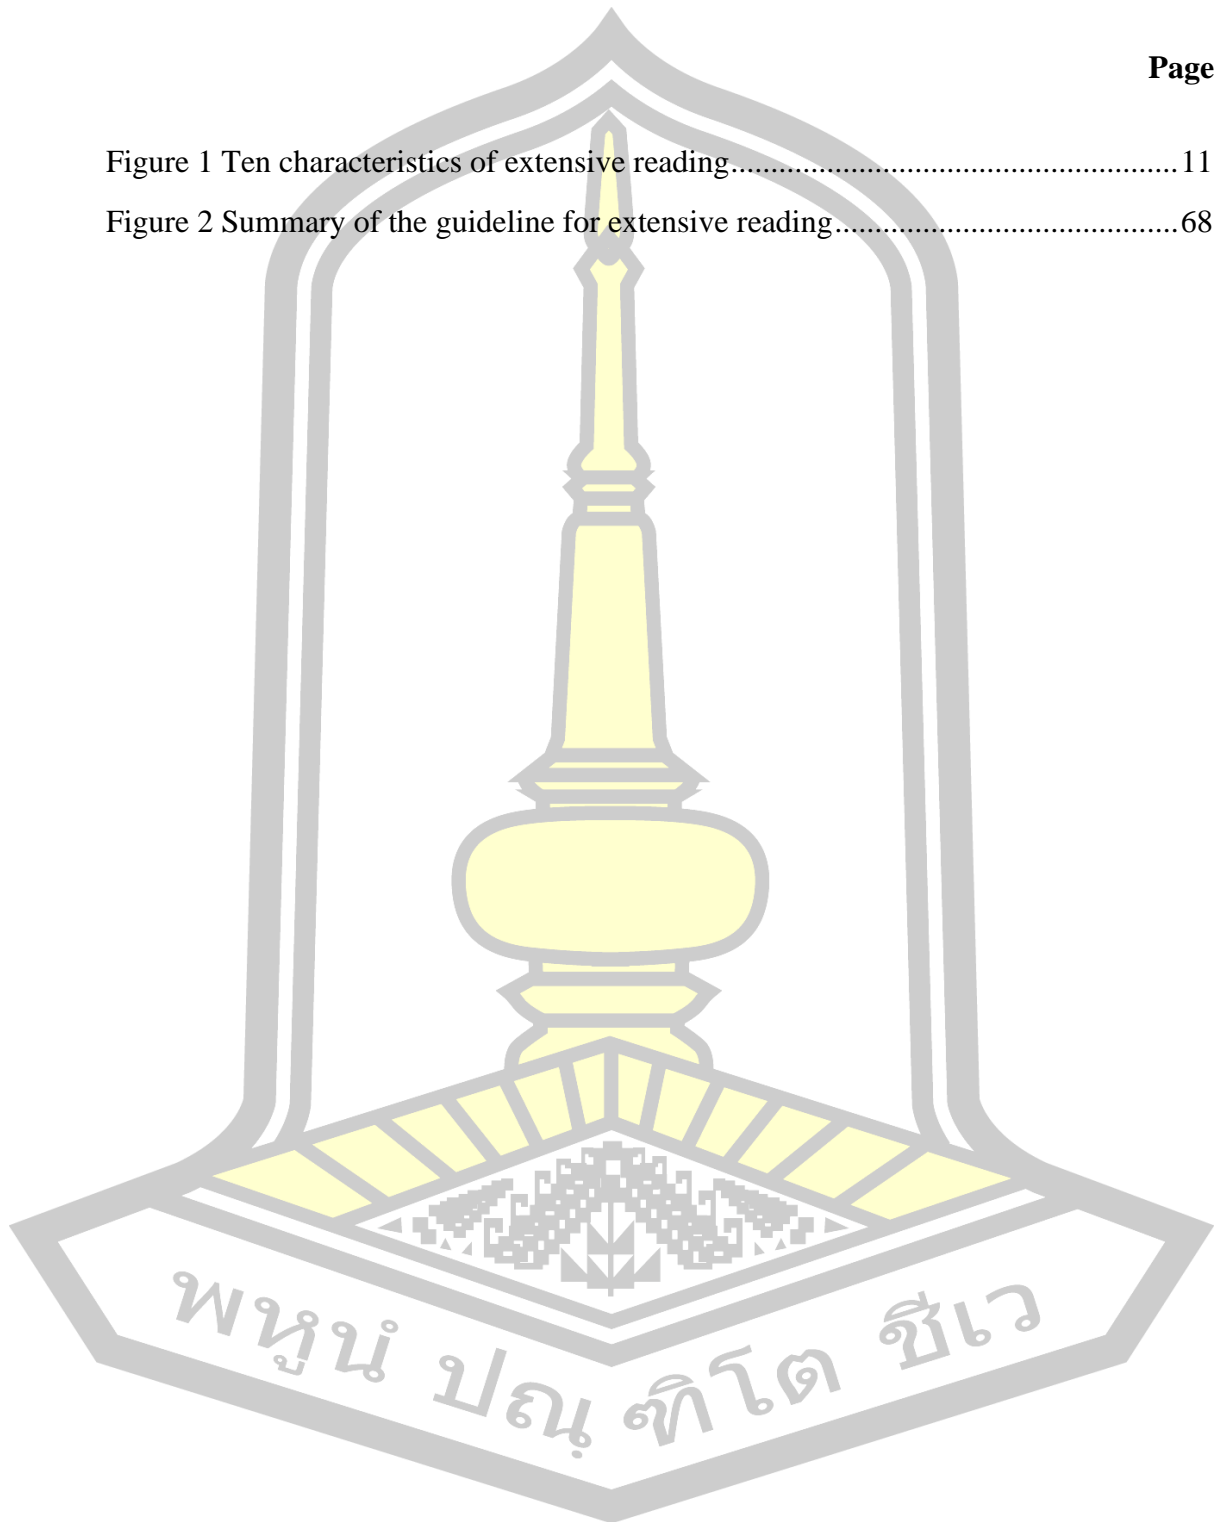 Page
Figure 1 Ten characteristics of extensive reading....................................................... 11
Figure 2 Summary of the guideline for extensive reading.......................................... 68
พหูนํ ปณฺฑิโต ชีเว